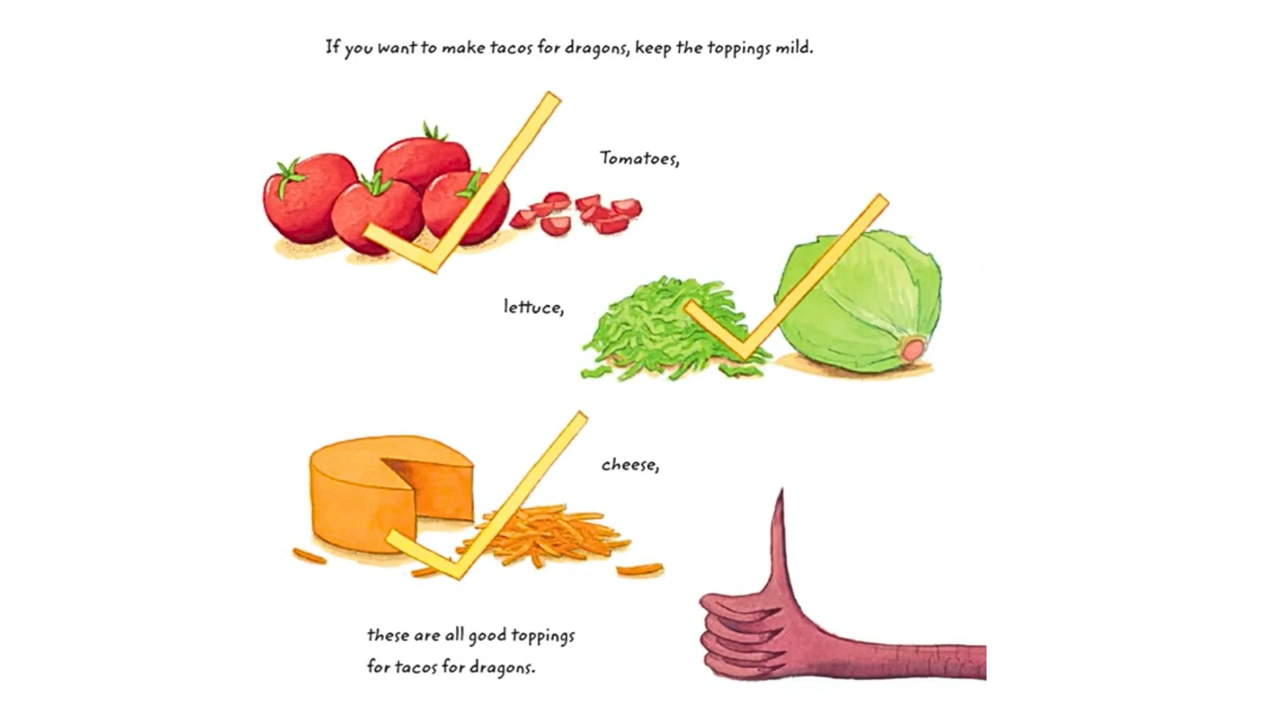 If you want to make tacos for dragons, keep the toppings mild.
Tomatoes,
lettuce,
cheese,
these are all good toppings
for tacos for dragons.